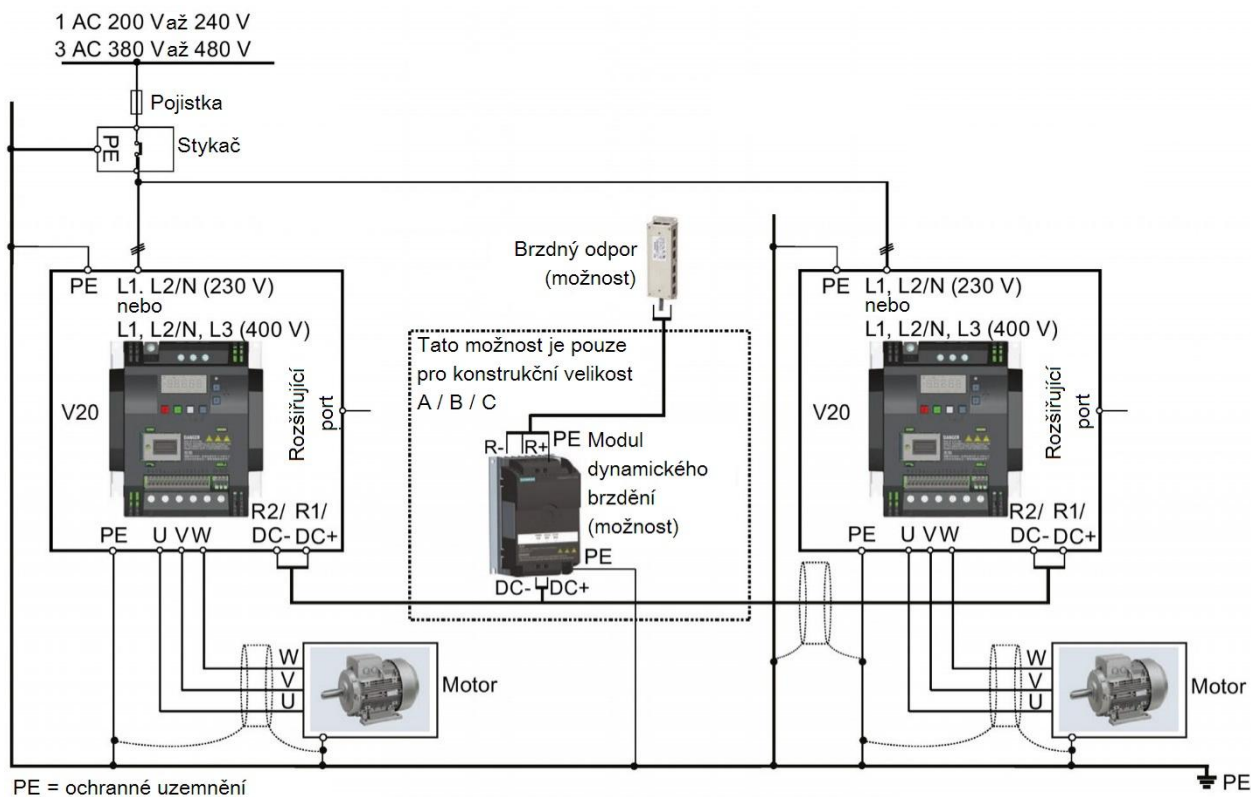 1 AC 200 V až 240 V
3 AC 380 V až 480 V
Pojistka
PE
Stykač
Brzdný odpor
(možnost)
PE
L1. L2/N (230 V)
nebo
L1, L2/N, L3 (400 V)
V20
Rozšiřující
port
R2/
DC-
R1/
DC+
PE
U V W
Tato možnost je pouze
pro konstrukční velikost
A / B / C
R-
R+
PE
Modul
dynamického
brzdění
(možnost)
PE
DC-
DC+
PE
L1, L2/N (230 V)
nebo
L1, L2/N, L3 (400 V)
V20
Rozšiřující
port
R2/
DC-
R1/
DC+
PE
U V W
W
V
U
Motor
W
V
U
Motor
PE = ochranné uzemnění
PE